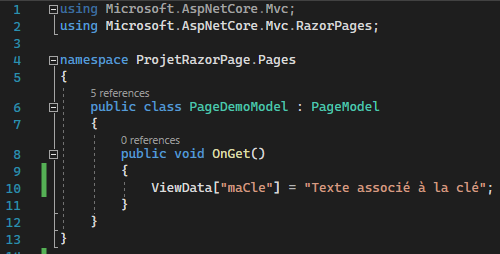 1 using Microsoft.AspNetCore.Mvc;
2 using Microsoft.AspNetCore.Mvc.RazorPages;
3
4 namespace ProjetRazorPage.Pages
5 {
5 references
6 public class PageDemoModel : PageModel
7 {
0 references
8 public void OnGet()
9 {
10 ViewData["maCle"] = "Texte associé à la clé";
11 }
12 }
13 }